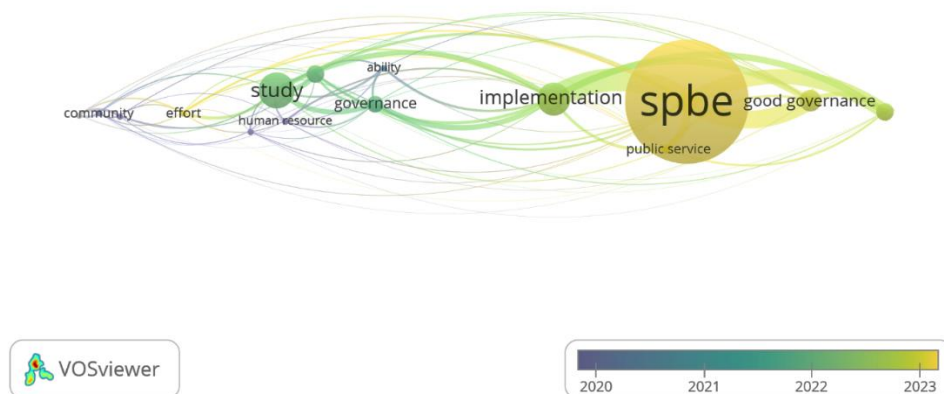 ability
study
governance
implementation
spbe
good governance
community
effort
human resource
public service
VOSviewer
2020
2021
2022
2023